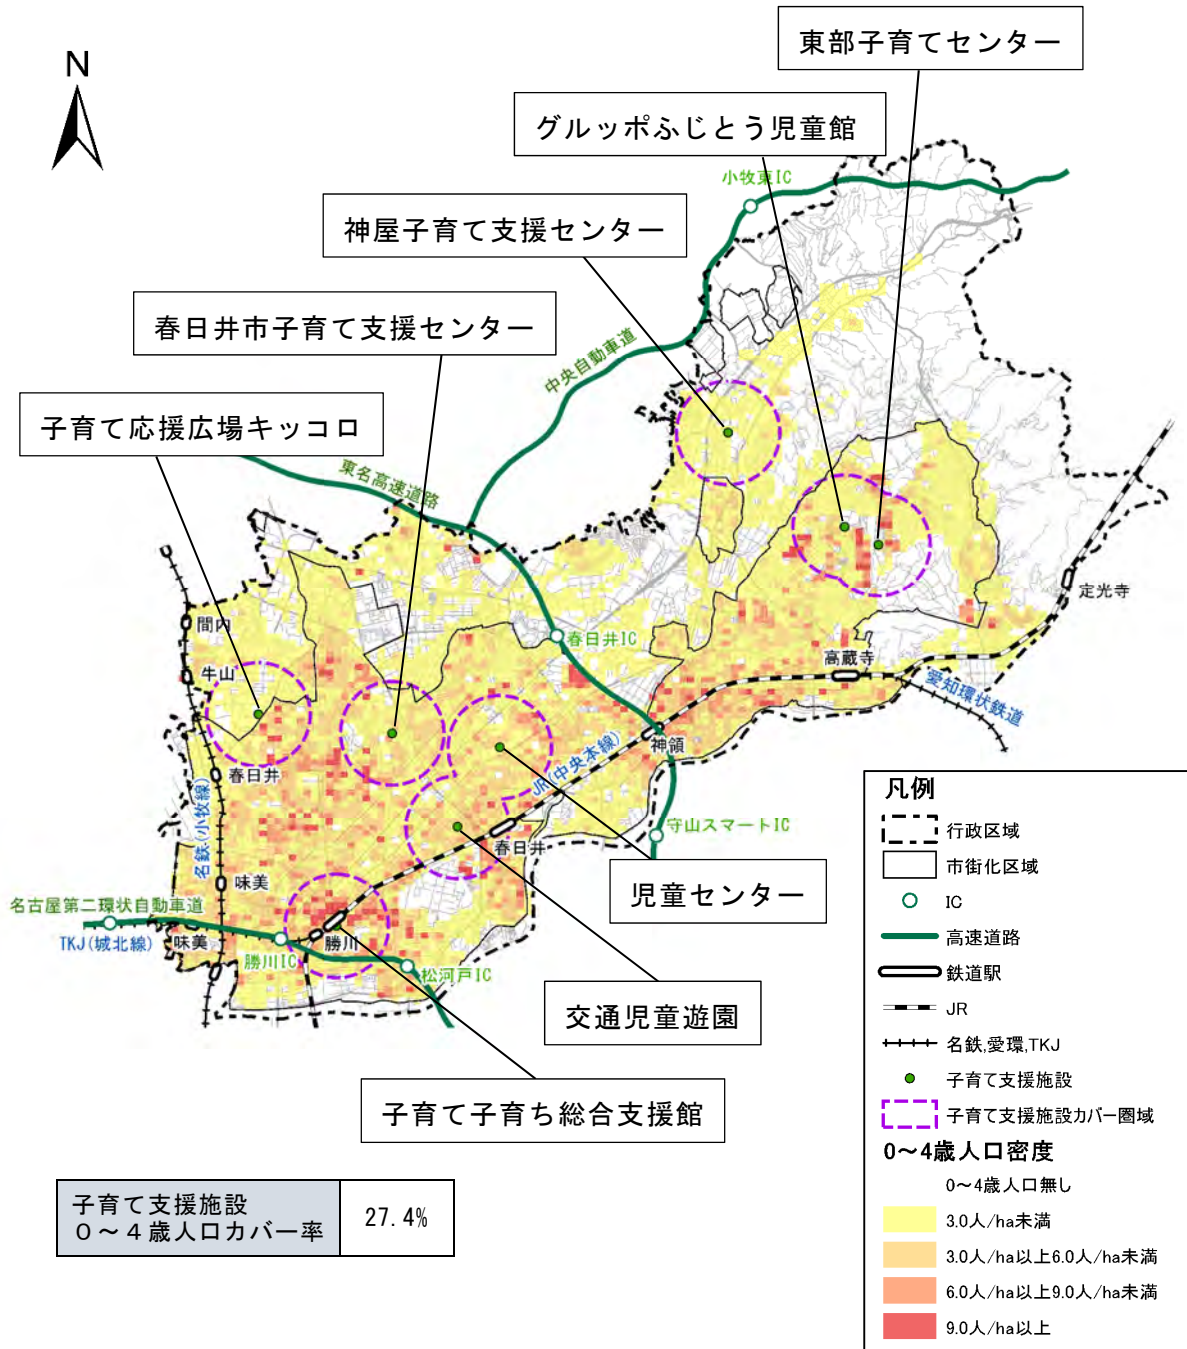 N
東部子育てセンター
グルッポふじとう児童館
小牧東IC
神屋子育て支援センター
春日井市子育て支援センター
中央自動車道
子育て応援広場キッコロ
東名高速道路
定光寺
間内
春日井IC
牛山
高蔵寺
愛知環状鉄道
神領
JR(中央本線)
春日井
名鉄(小牧線)
守山スマートIC
春日井
味美
児童センター
名古屋第二環状自動車道
味美
TKJ(城北線)
勝川
勝川IC
松河戸IC
交通児童遊園
子育て子育ち総合支援館
凡例
行政区域
市街化区域
IC
高速道路
鉄道駅
JR
名鉄,愛環,TKJ
子育て支援施設
子育て支援施設カバー圏域
0~4歳人口密度
0~4歳人口無し
3.0人/ha未満
3.0人/ha以上6.0人/ha未満
6.0人/ha以上9.0人/ha未満
9.0人/ha以上
子育て支援施設
0~4歳人口カバー率
27.4%